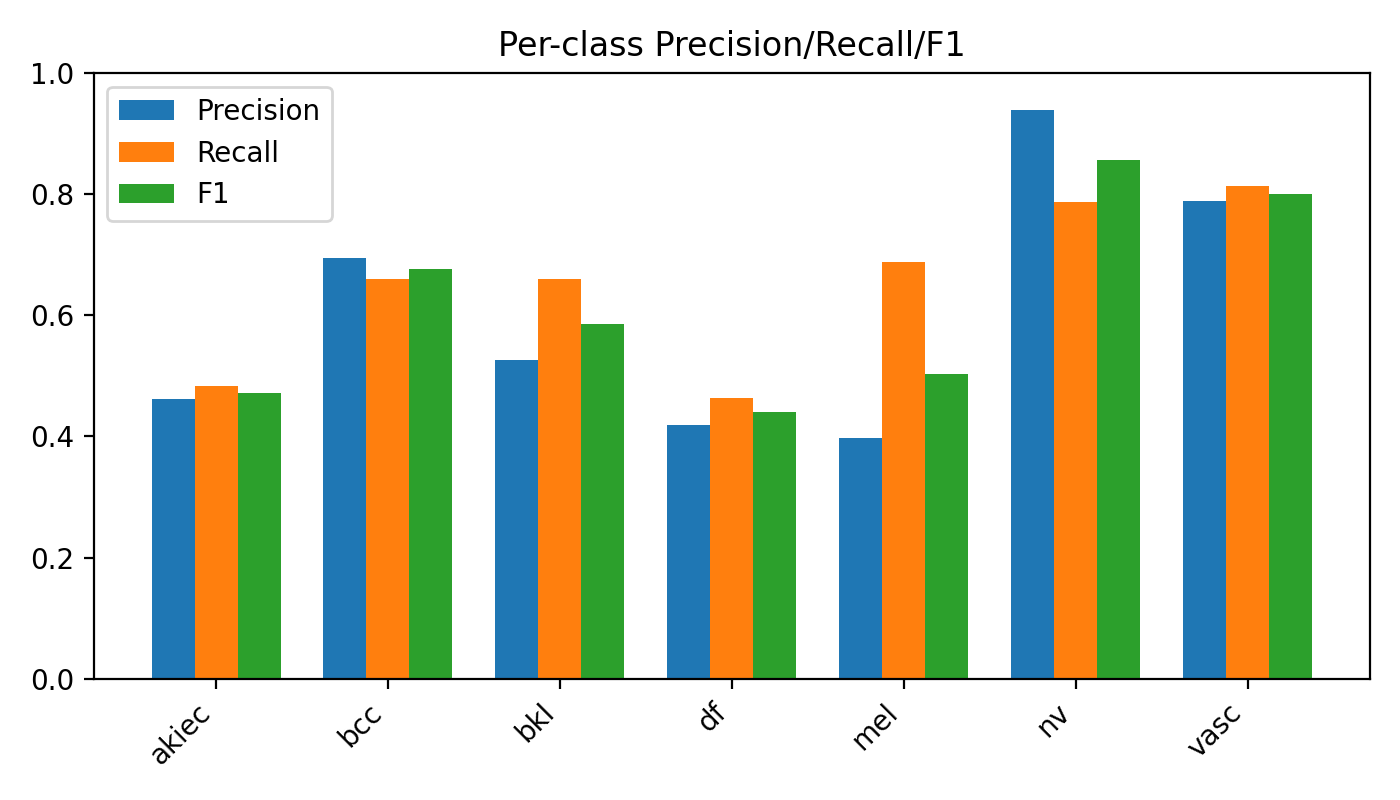 Per-class Precision/Recall/F1
1.0
0.8
0.6
0.4
0.2
0.0
Precision
Recall
F1
akiec
bcc
bkl
df
mel
nv
vasc